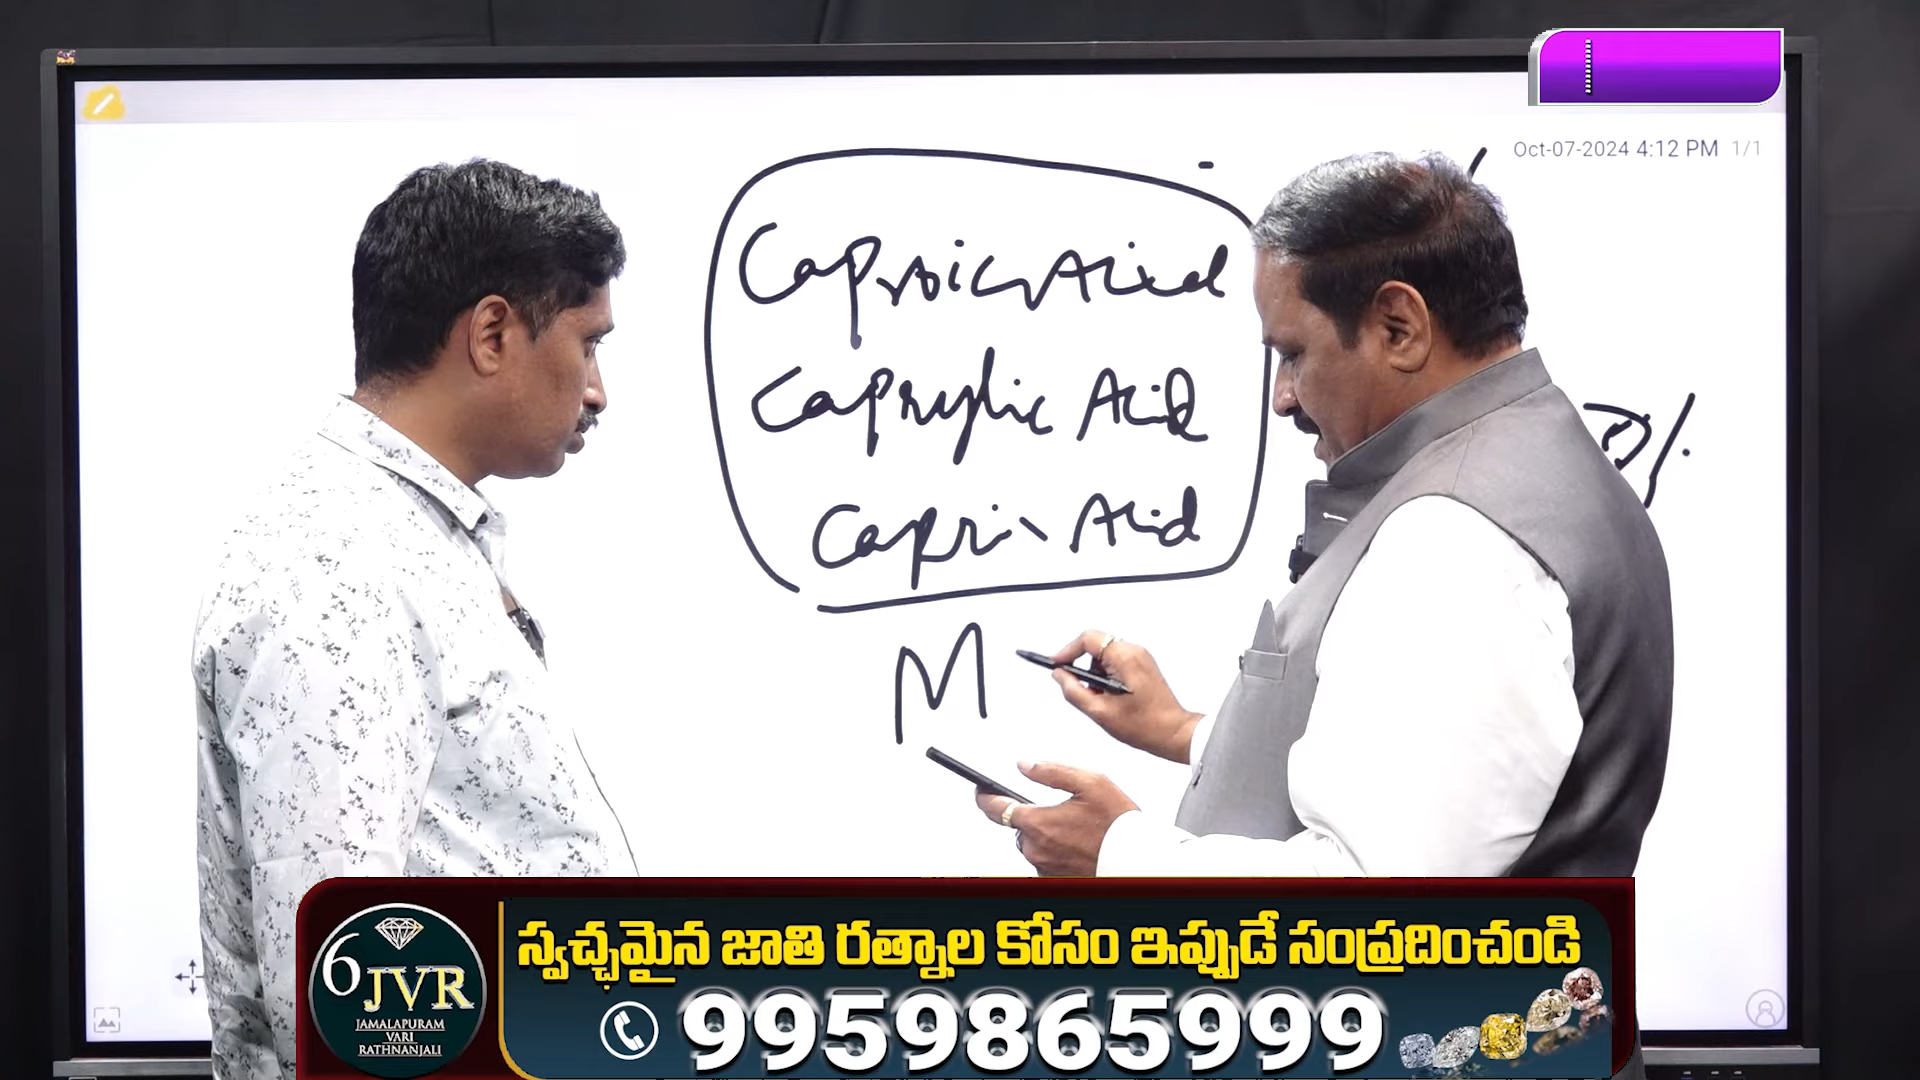 Oct-07-2024 4:12 PM 1/1
Caproic Acid
Caprylic Acid
Capric Acid
M
6
JVR
JAMALAPURAM
VARI
RATHNANJALI
స్వచ్ఛమైన జాతి రత్నాల కోసం ఇప్పుడే సంప్రదించండి
9959865999